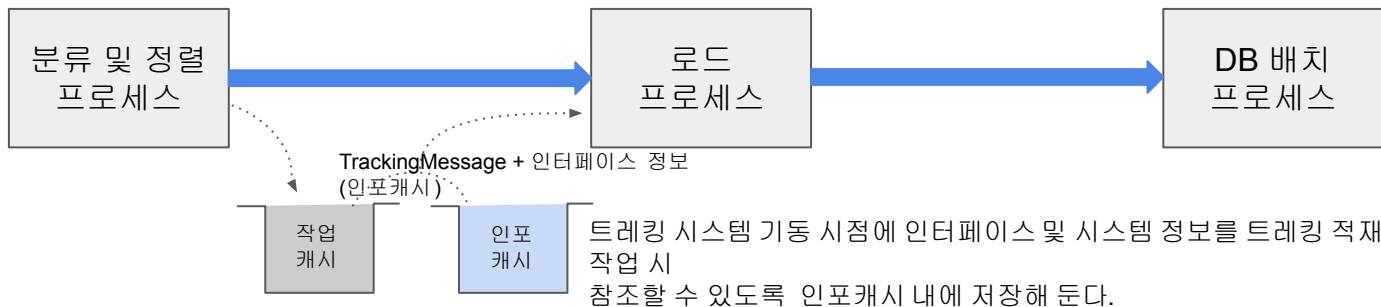 분류 및 정렬
프로세스
로드
프로세스
DB 배치
프로세스
TrackingMessage + 인터페이스 정보
(인포캐시)
작업
캐시
인포
캐시
트레킹 시스템 기동 시점에 인터페이스 및 시스템 정보를 트레킹 적재
작업 시
참조할 수 있도록 인포캐시 내에 저장해 둔다.